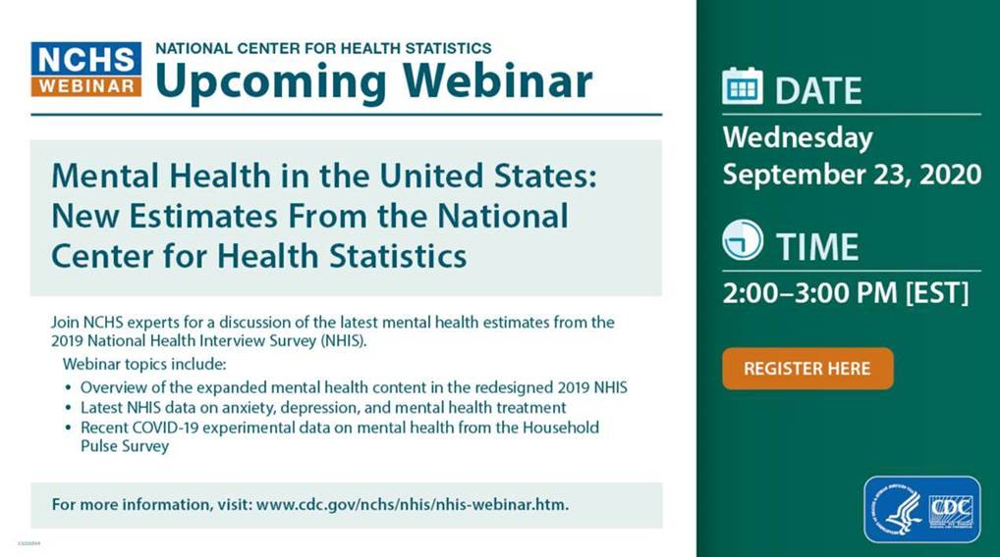 NCHS
WEBINAR
NATIONAL CENTER FOR HEALTH STATISTICS
Upcoming Webinar
Mental Health in the United States:
New Estimates From the National
Center for Health Statistics
Join NCHS experts for a discussion of the latest mental health estimates from the
2019 National Health Interview Survey (NHIS).
Webinar topics include:
• Overview of the expanded mental health content in the redesigned 2019 NHIS
• Latest NHIS data on anxiety, depression, and mental health treatment
• Recent COVID-19 experimental data on mental health from the Household
Pulse Survey
For more information, visit: www.cdc.gov/nchs/nhis/nhis-webinar.htm.
DATE
Wednesday
September 23, 2020
TIME
2:00–3:00 PM [EST]
REGISTER HERE
CDC